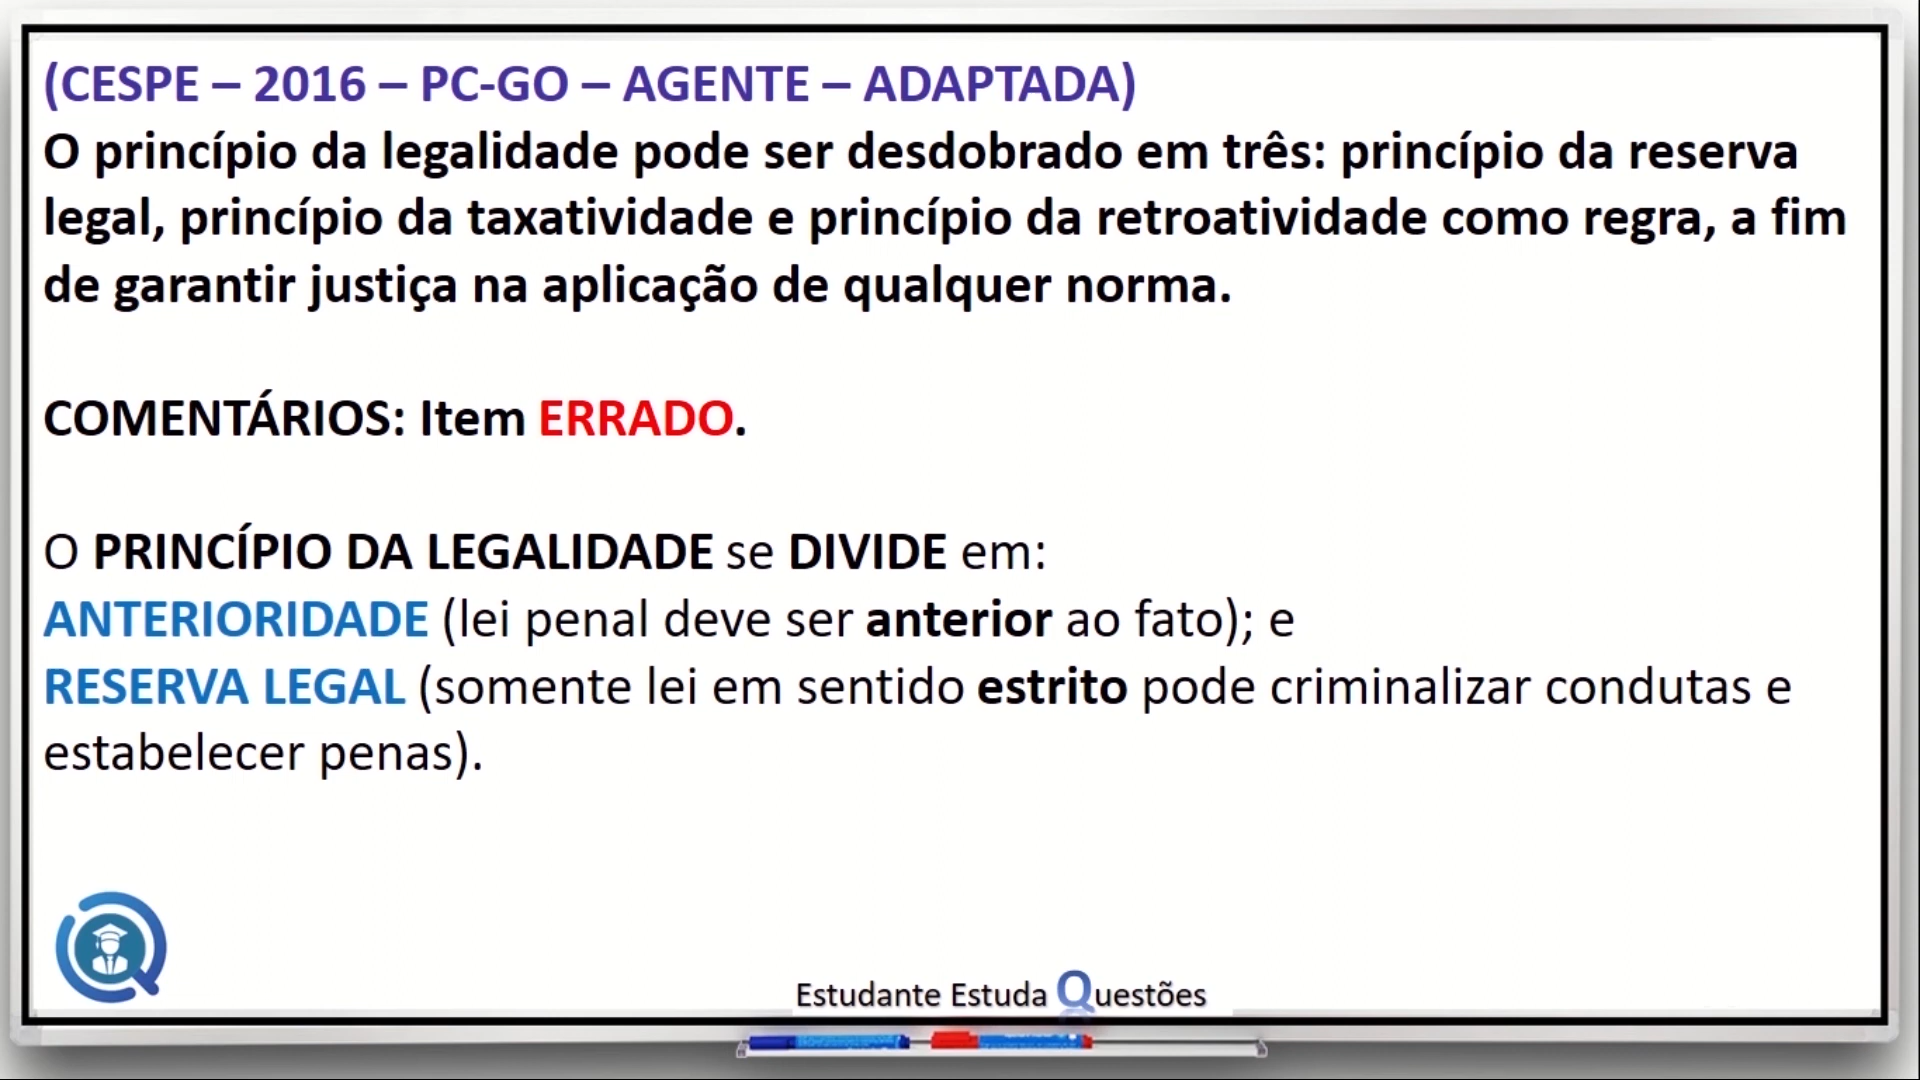 (CESPE – 2016 – PC-GO – AGENTE – ADAPTADA)
O princípio da legalidade pode ser desdobrado em três: princípio da reserva
legal, princípio da taxatividade e princípio da retroatividade como regra, a fim
de garantir justiça na aplicação de qualquer norma.
COMENTÁRIOS: Item ERRADO.
O PRINCÍPIO DA LEGALIDADE se DIVIDE em:
ANTERIORIDADE (lei penal deve ser anterior ao fato); e
RESERVA LEGAL (somente lei em sentido estrito pode criminalizar condutas e
estabelecer penas).
Estudante Estuda Questões